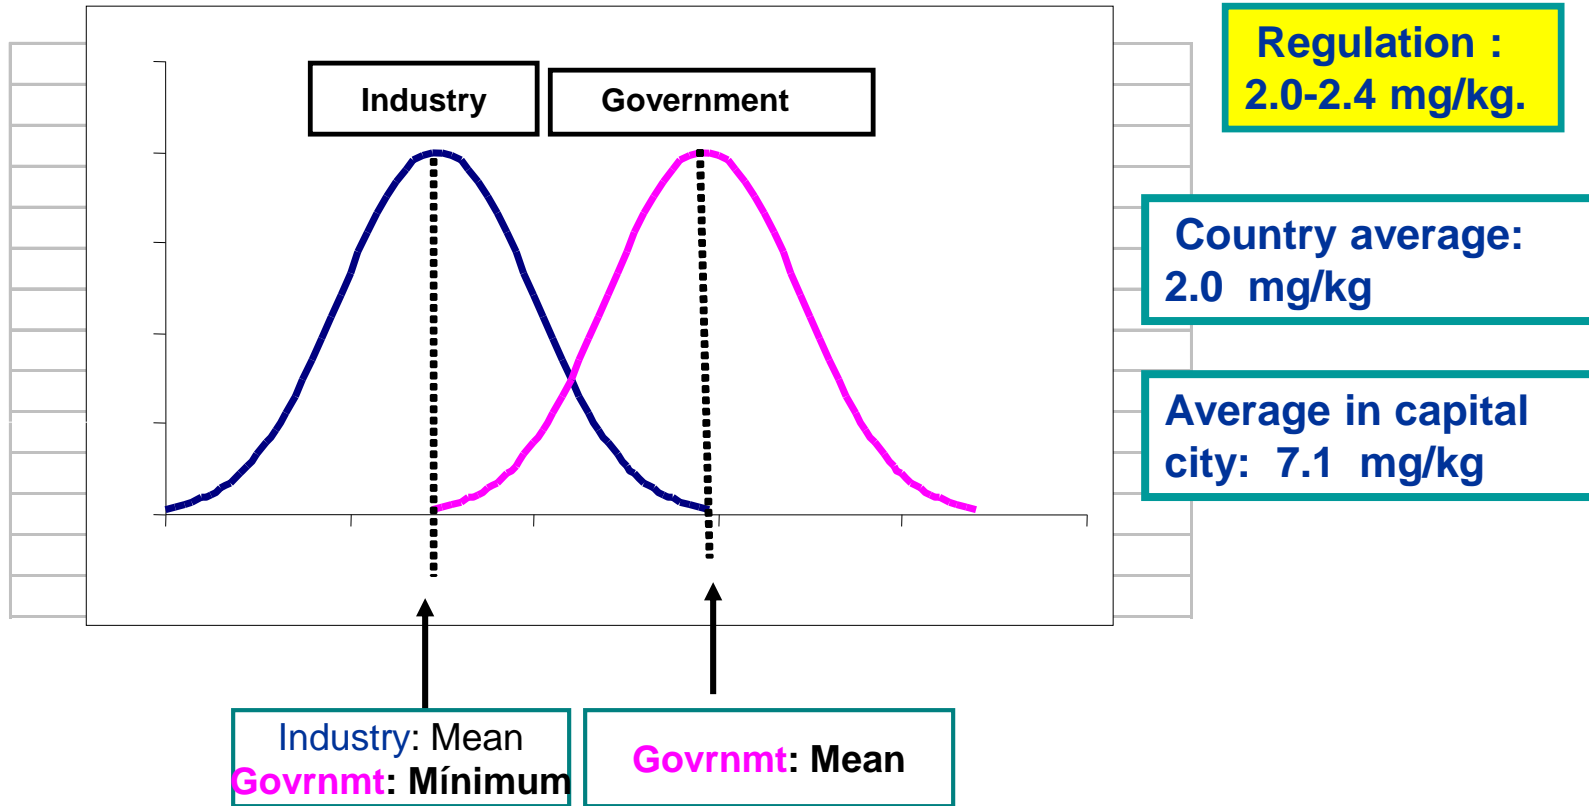 Industry
Government
Regulation :
2.0-2.4 mg/kg.
Country average:
2.0 mg/kg
Average in capital
city: 7.1 mg/kg
Industry: Mean
Govrnmt: Mínimum
Govrnmt: Mean